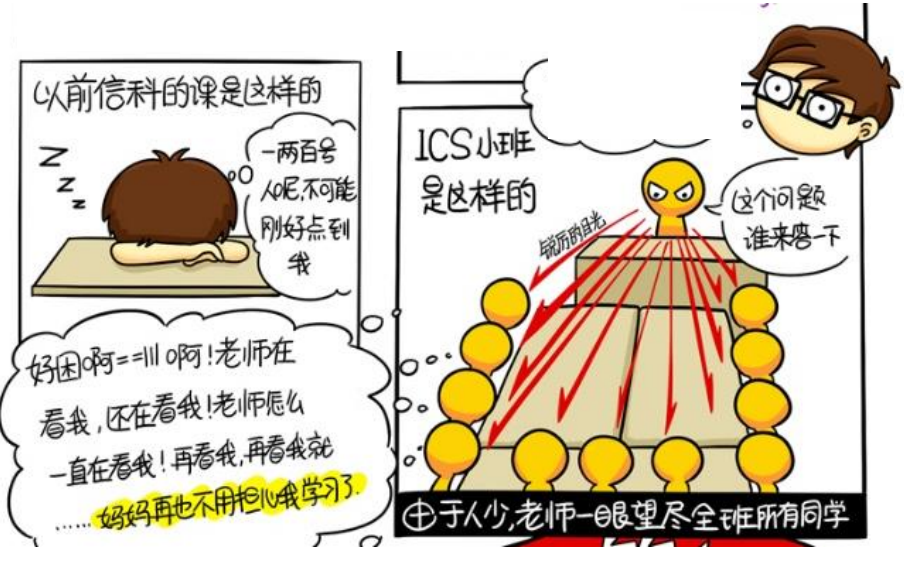 以前信科的课是这样的
z
z
z
一两百号
人呢,不可能
刚好点到
我
好困啊==|||啊!老师在
看我,还在看我!老师怎么
一直在看我!再看我,再看我就
......妈妈再也不用担心我学习了.
ICS小班
是这样的
锐厉的目光
这个问题
谁来答一下
由于人少,老师一眼望尽全班所有同学